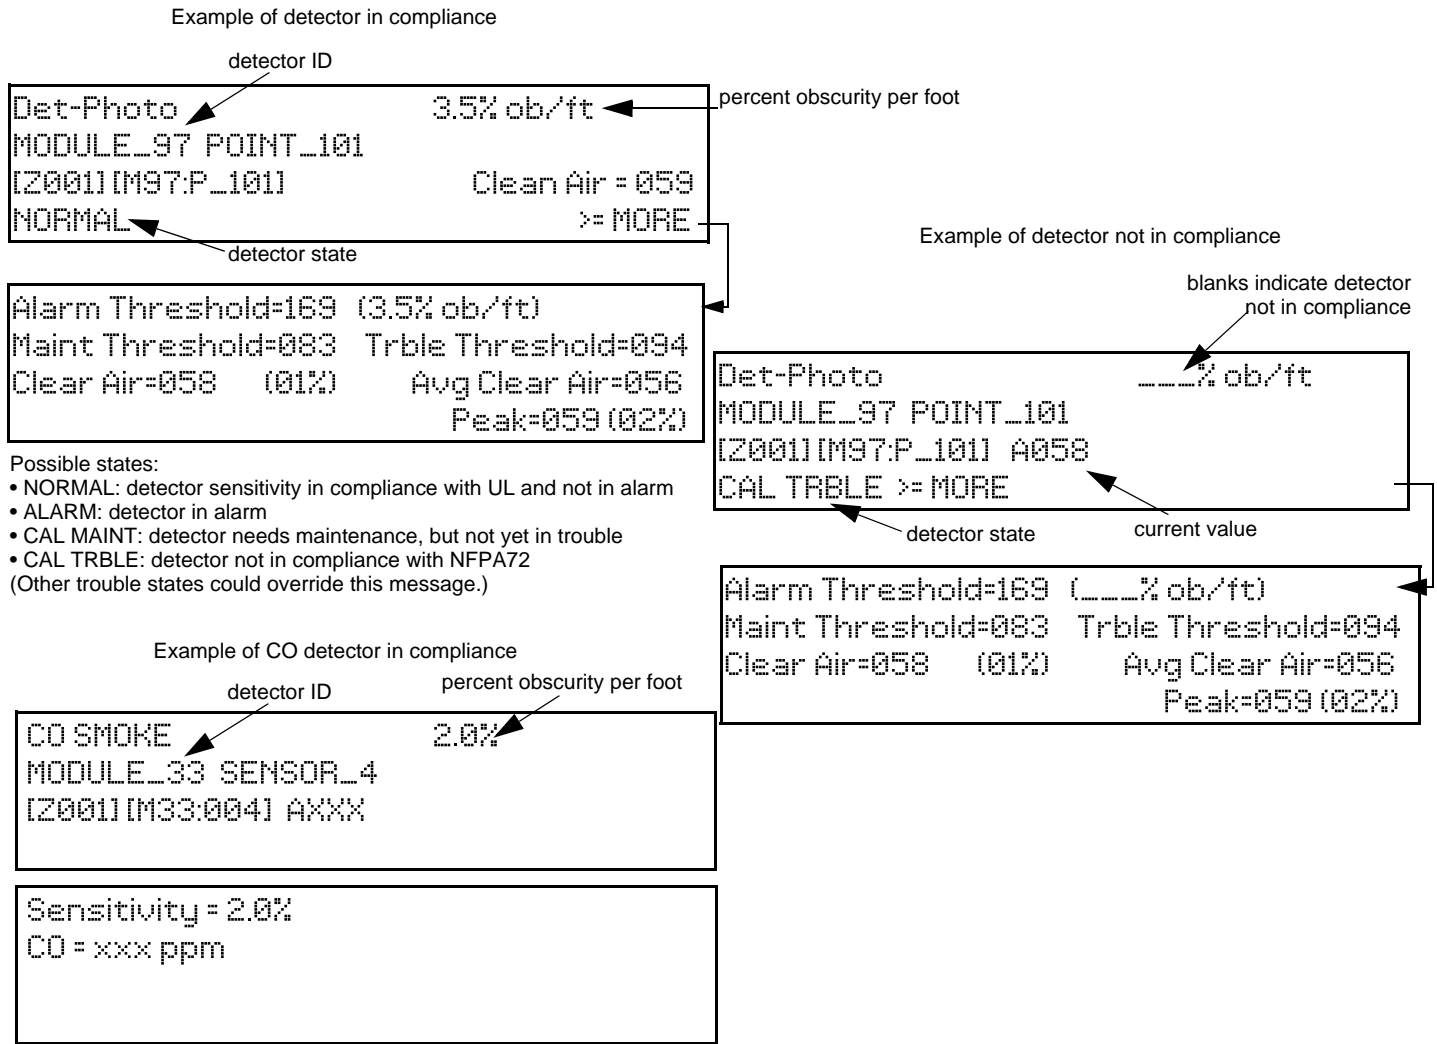 Example of detector in compliance
detector ID
Det-Photo 3.5% ob/ft
percent obscurity per foot
MODULE_97 POINT_101
[Z001][M97:P_101] Clean Air = 059
NORMAL >= MORE
detector state
Alarm Threshold=169 (3.5% ob/ft)
Maint Threshold=083 Trble Threshold=094
Clear Air=058 (01%) Avg Clear Air=056
Peak=059 (02%)
Possible states:
• NORMAL: detector sensitivity in compliance with UL and not in alarm
• ALARM: detector in alarm
• CAL MAINT: detector needs maintenance, but not yet in trouble
• CAL TRBLE: detector not in compliance with NFPA72
(Other trouble states could override this message.)
Example of detector not in compliance
blanks indicate detector
not in compliance
Det-Photo ___% ob/ft
MODULE_97 POINT_101
[Z001][M97:P_101] A058
CAL TRBLE >= MORE
detector state
current value
Alarm Threshold=169 (___% ob/ft)
Maint Threshold=083 Trble Threshold=094
Clear Air=058 (01%) Avg Clear Air=056
Peak=059 (02%)
Example of CO detector in compliance
detector ID
percent obscurity per foot
CO SMOKE 2.0%
MODULE_33 SENSOR_4
[Z001][M33:004] AXXX
Sensitivity = 2.0%
CO = xxx ppm